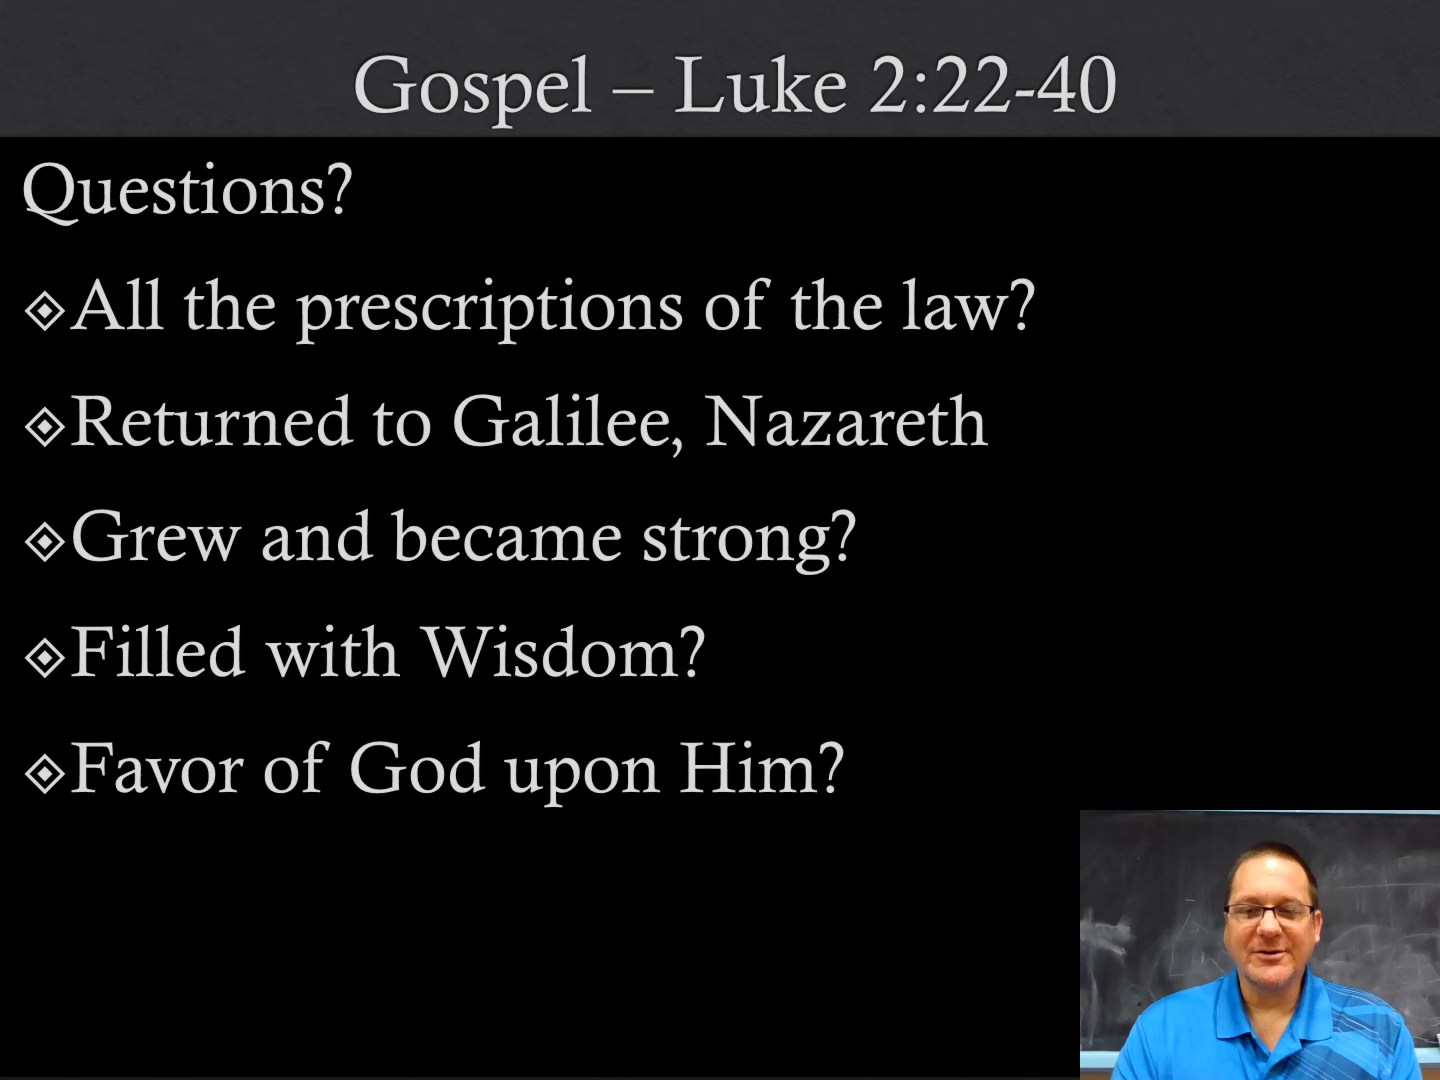 Gospel – Luke 2:22-40
Questions?
All the prescriptions of the law?
Returned to Galilee, Nazareth
Grew and became strong?
Filled with Wisdom?
Favor of God upon Him?